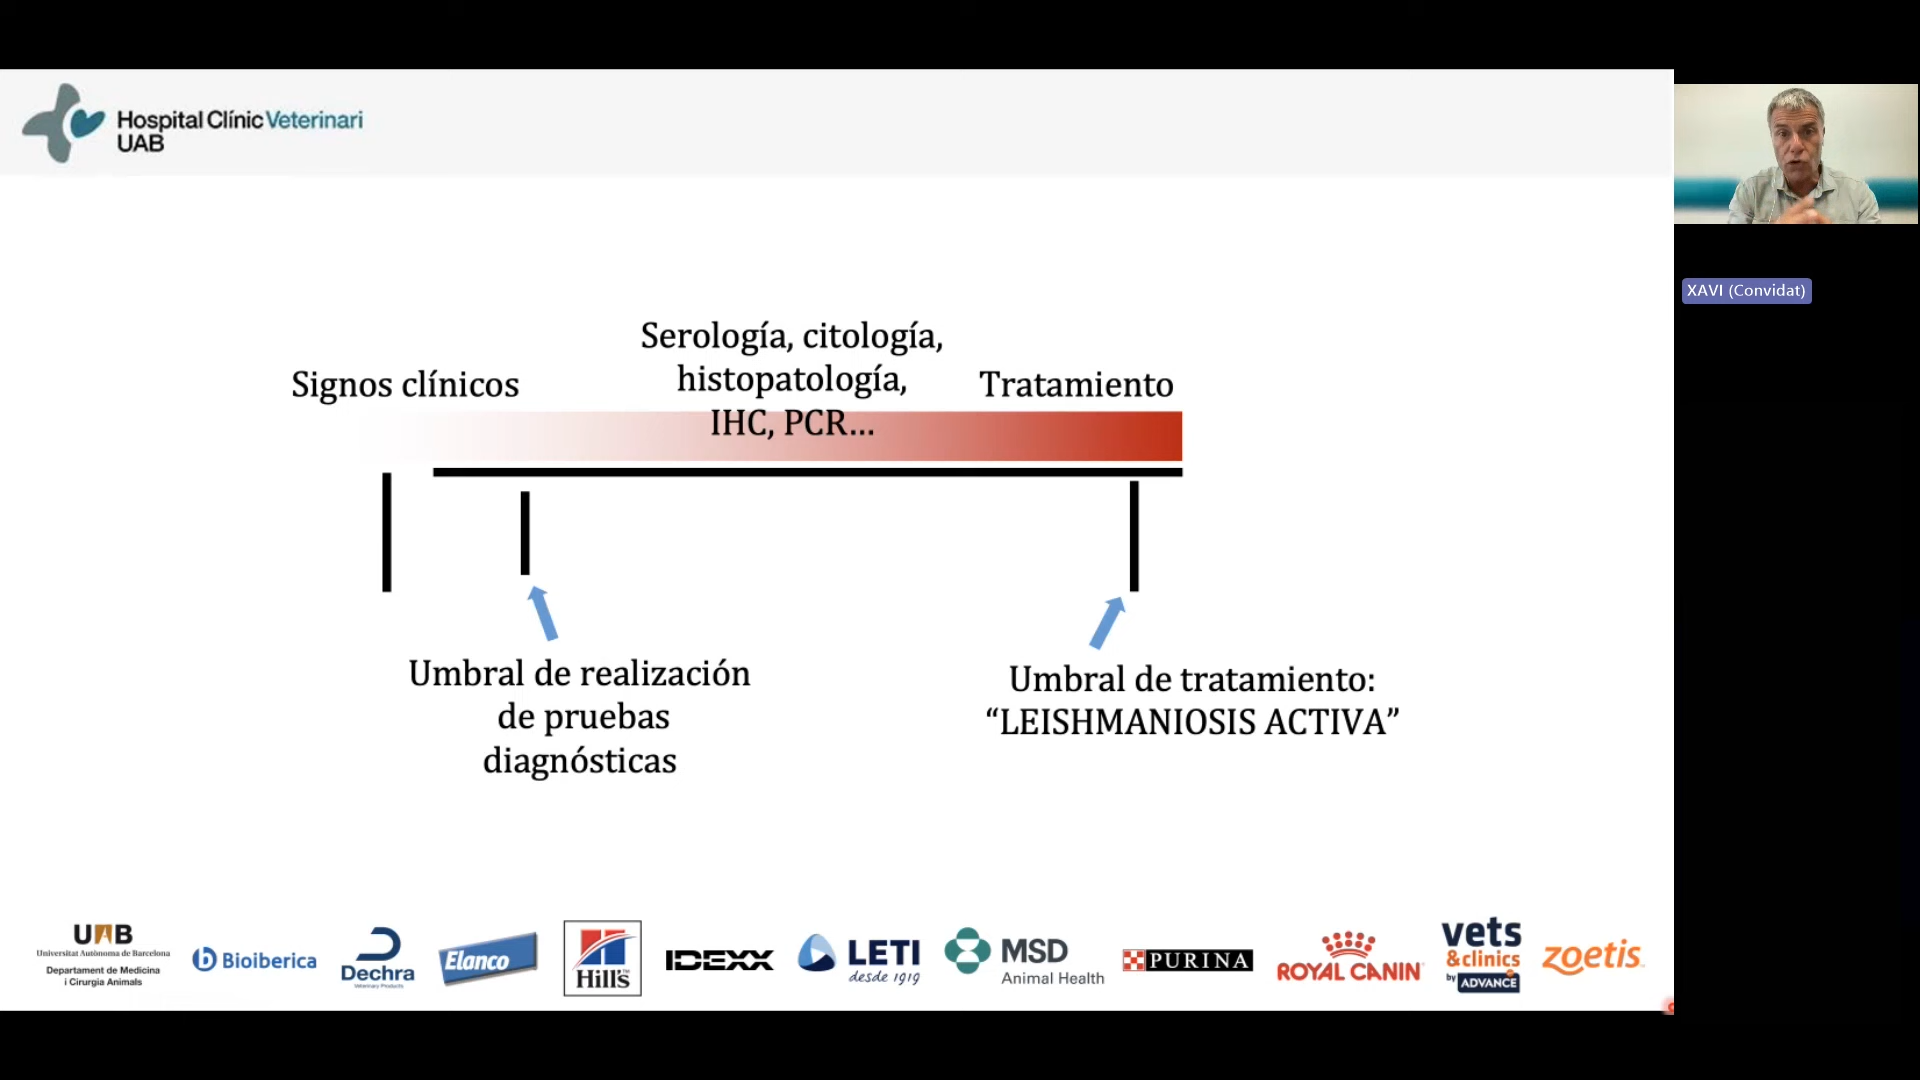 Hospital Clínic Veterinari
UAB
XAVI (Convidat)
Serología, citología,
histopatología,
IHC, PCR...
Signos clínicos
Tratamiento
Umbral de realización
de pruebas
diagnósticas
Umbral de tratamiento:
“LEISHMANIOSIS ACTIVA”
UAB
Universitat Autònoma de Barcelona
Departament de Medicina
i Cirurgia Animals
Bioiberica
Dechra
Veterinary Products
Elanco
Hill's
IDEXX
LETI
desde 1919
MSD
Animal Health
PURINA
ROYAL CANIN
vets
&clinics
by ADVANCE
zoetis